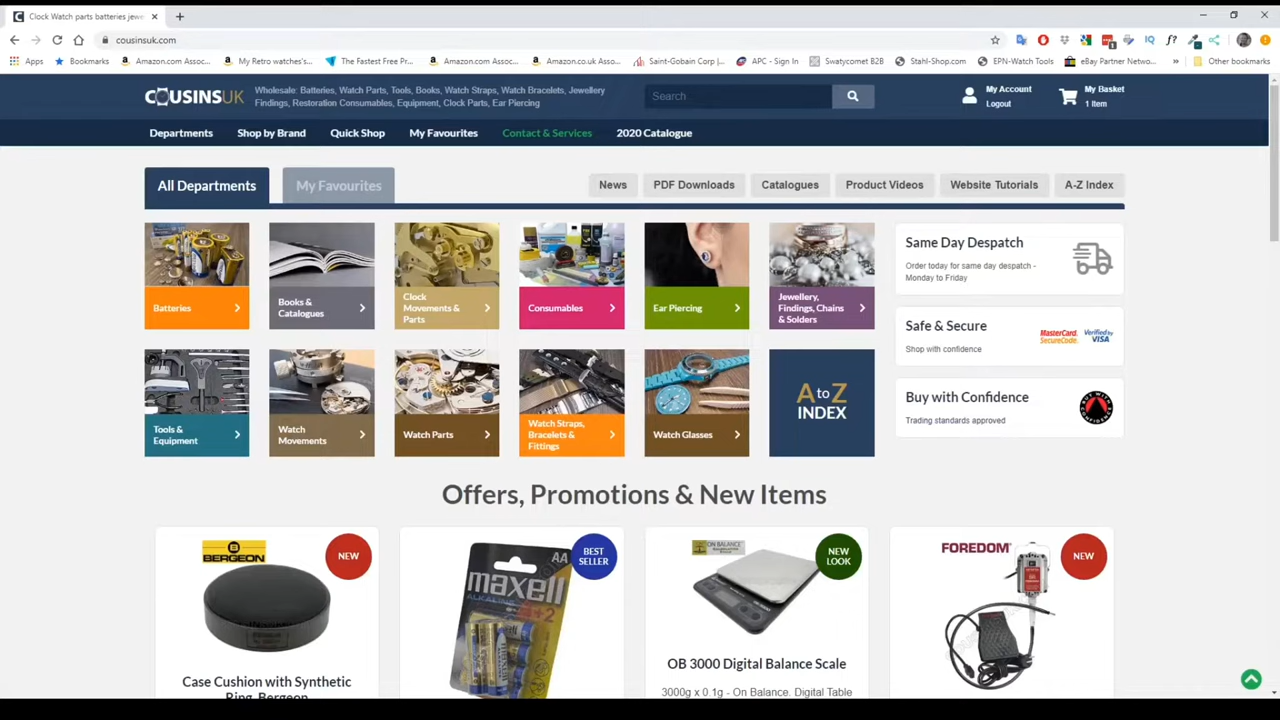 Clock Watch parts batteries jewe
cousinsuk.com
Apps
Bookmarks
Amazon.com Assoc...
My Retro watches's...
The Fastest Free Pr...
Amazon.com Assoc...
Amazon.co.uk Asso...
Saint-Gobain Corp |...
APC - Sign In
Swatycomet B2B
Stahl-Shop.com
EPN-Watch Tools
eBay Partner Netwo...
»
Other bookmarks
COUSINSUK
Wholesale: Batteries, Watch Parts, Tools, Books, Watch Straps, Watch Bracelets, Jewellery
Findings, Restoration Consumables, Equipment, Clock Parts, Ear Piercing
Search
My Account
Logout
My Basket
1 Item
Departments
Shop by Brand
Quick Shop
My Favourites
Contact & Services
2020 Catalogue
All Departments
My Favourites
News
PDF Downloads
Catalogues
Product Videos
Website Tutorials
A-Z Index
Batteries
Books &
Catalogues
Clock
Movements &
Parts
Consumables
Ear Piercing
Jewellery,
Findings, Chains
& Solders
Same Day Despatch
Order today for same day despatch -
Monday to Friday
Safe & Secure
Shop with confidence
MasterCard.
SecureCode.
Verified by
VISA
Buy with Confidence
Trading standards approved
Tools &
Equipment
Watch
Movements
Watch Parts
Watch Straps,
Bracelets &
Fittings
Watch Glasses
A to Z
INDEX
Offers, Promotions & New Items
BERGEON
NEW
Case Cushion with Synthetic
Ring, Bergeon
AA
maxell
ALKALINE
BEST
SELLER
ON BALANCE
NEW
LOOK
OB 3000 Digital Balance Scale
3000g x 0.1g - On Balance. Digital Table
FOREDOM
NEW